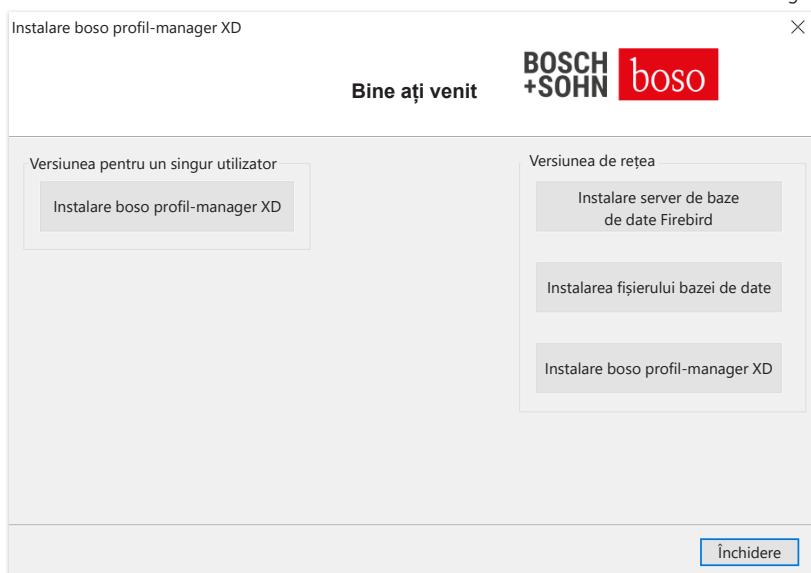 Instalare boso profil-manager XD
Bine ați venit
BOSCH
+SOHN
boso
Versiunea pentru un singur utilizator
Instalare boso profil-manager XD
Versiunea de rețea
Instalare server de baze
de date Firebird
Instalarea fișierului bazei de date
Instalare boso profil-manager XD
Închidere